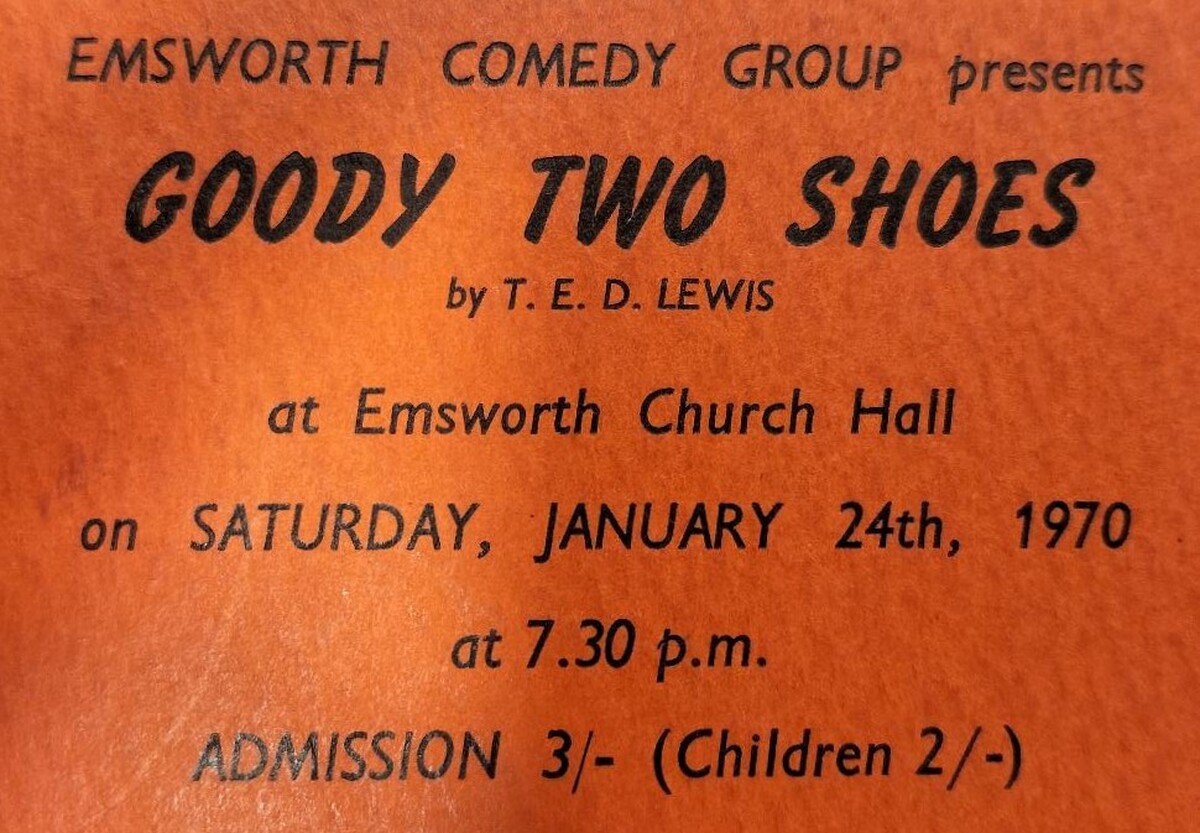 EMSWORTH COMEDY GROUP presents
GOODY TWO SHOES
by T. E. D. LEWIS
at Emsworth Church Hall
on SATURDAY, JANUARY 24th, 1970
at 7.30 p.m.
ADMISSION 3/- (Children 2/-)